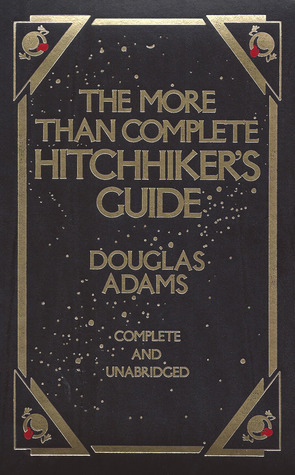 THE MORE
THAN COMPLETE
HITCHHIKER'S
GUIDE
DOUGLAS
ADAMS
COMPLETE
AND
UNABRIDGED